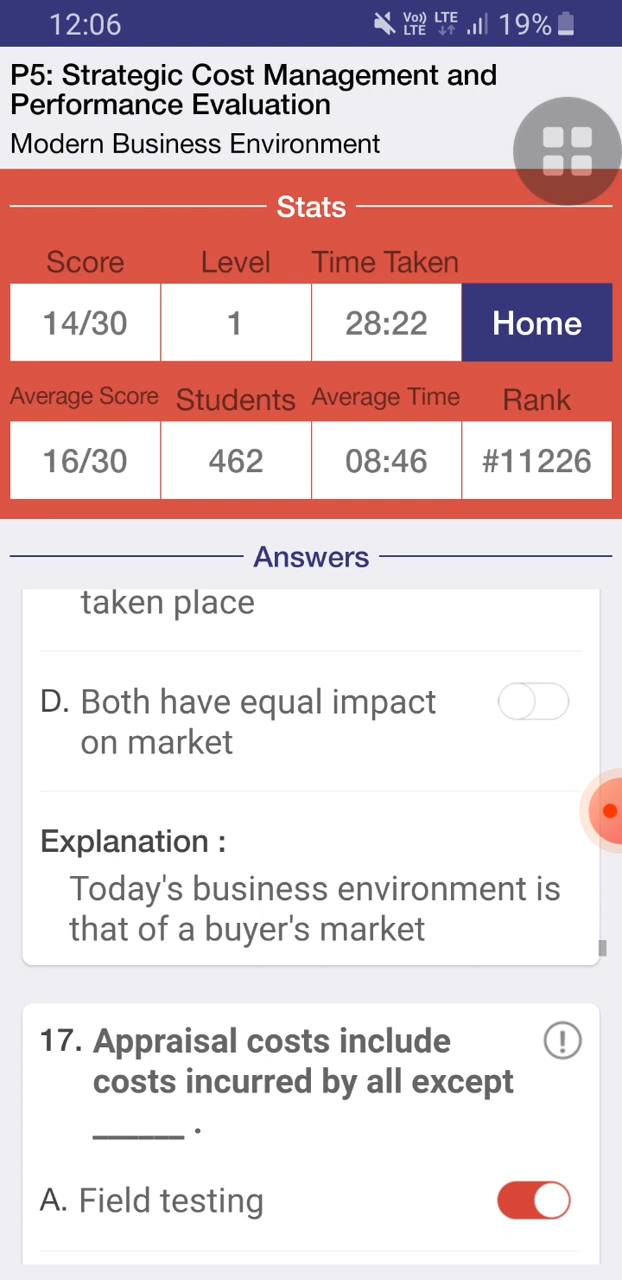 12:06
Vo)) LTE
LTE
19%
P5: Strategic Cost Management and
Performance Evaluation
Modern Business Environment
Stats
Score Level Time Taken
14/30 1 28:22 Home
Average Score Students Average Time Rank
16/30 462 08:46 #11226
Answers
taken place
D. Both have equal impact
on market
Explanation :
Today's business environment is
that of a buyer's market
17. Appraisal costs include
costs incurred by all except
______ .
A. Field testing